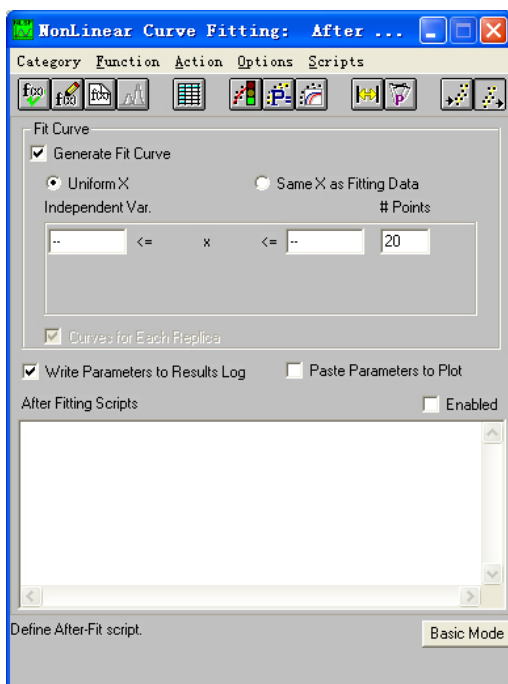 NonLinear Curve Fitting: After ...
Category Function Action Options Scripts
Fit Curve
Generate Fit Curve
Uniform X Same X as Fitting Data
Independent Var. # Points
-- <= x <= -- 20
Curves for Each Replica
Write Parameters to Results Log Paste Parameters to Plot
After Fitting Scripts Enabled
Define After-Fit script. Basic Mode